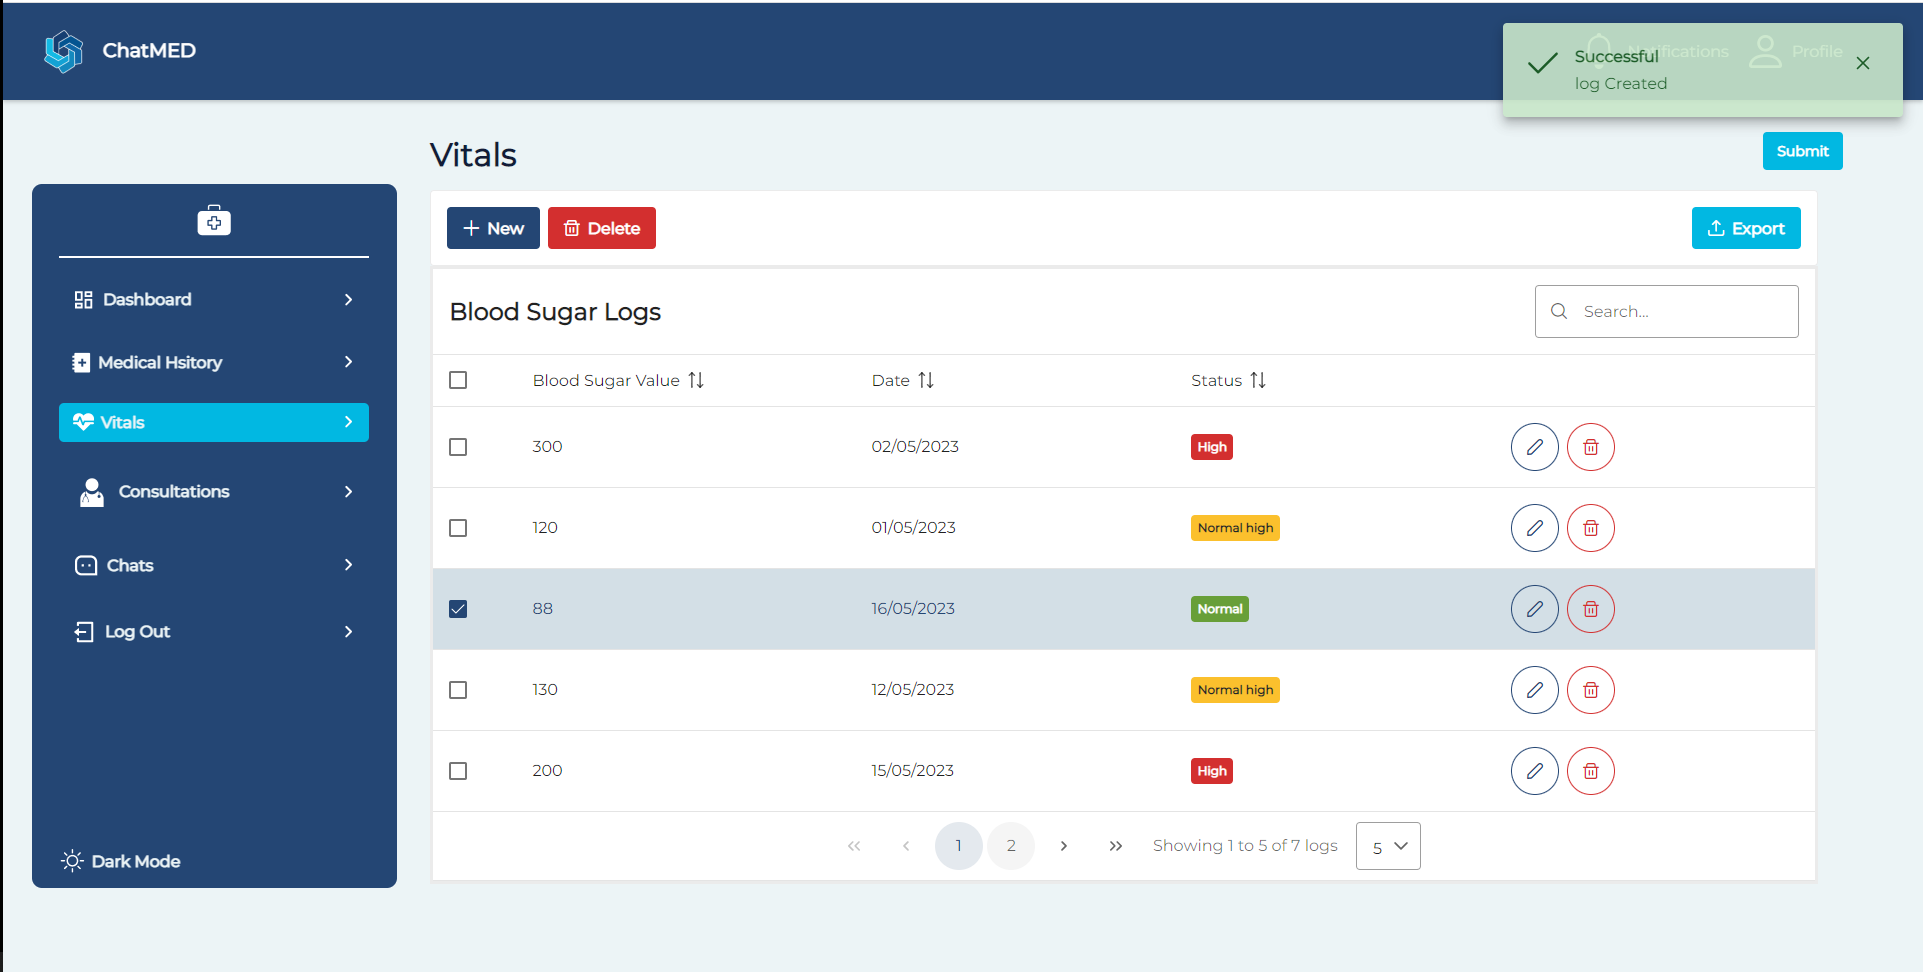 ChatMED
Notifications
Profile
Successful
log Created
Vitals
Submit
New
Delete
Export
Dashboard
Medical Hsitory
Vitals
Consultations
Chats
Log Out
Dark Mode
Blood Sugar Logs
Search...
Blood Sugar Value Date Status
300 02/05/2023 High
120 01/05/2023 Normal high
88 16/05/2023 Normal
130 12/05/2023 Normal high
200 15/05/2023 High
« ‹ 1 2 › » Showing 1 to 5 of 7 logs 5